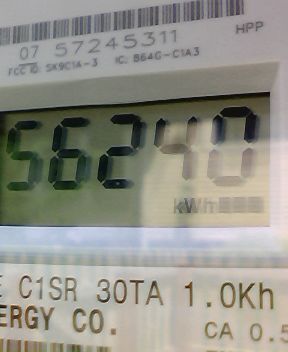 07 57245311
HPP
FCC ID. SK9C1A-3 IC: 864G-C1A3
56240
kWh
E C1SR 30TA 1.0Kh
ERGY CO.
CA 0.5